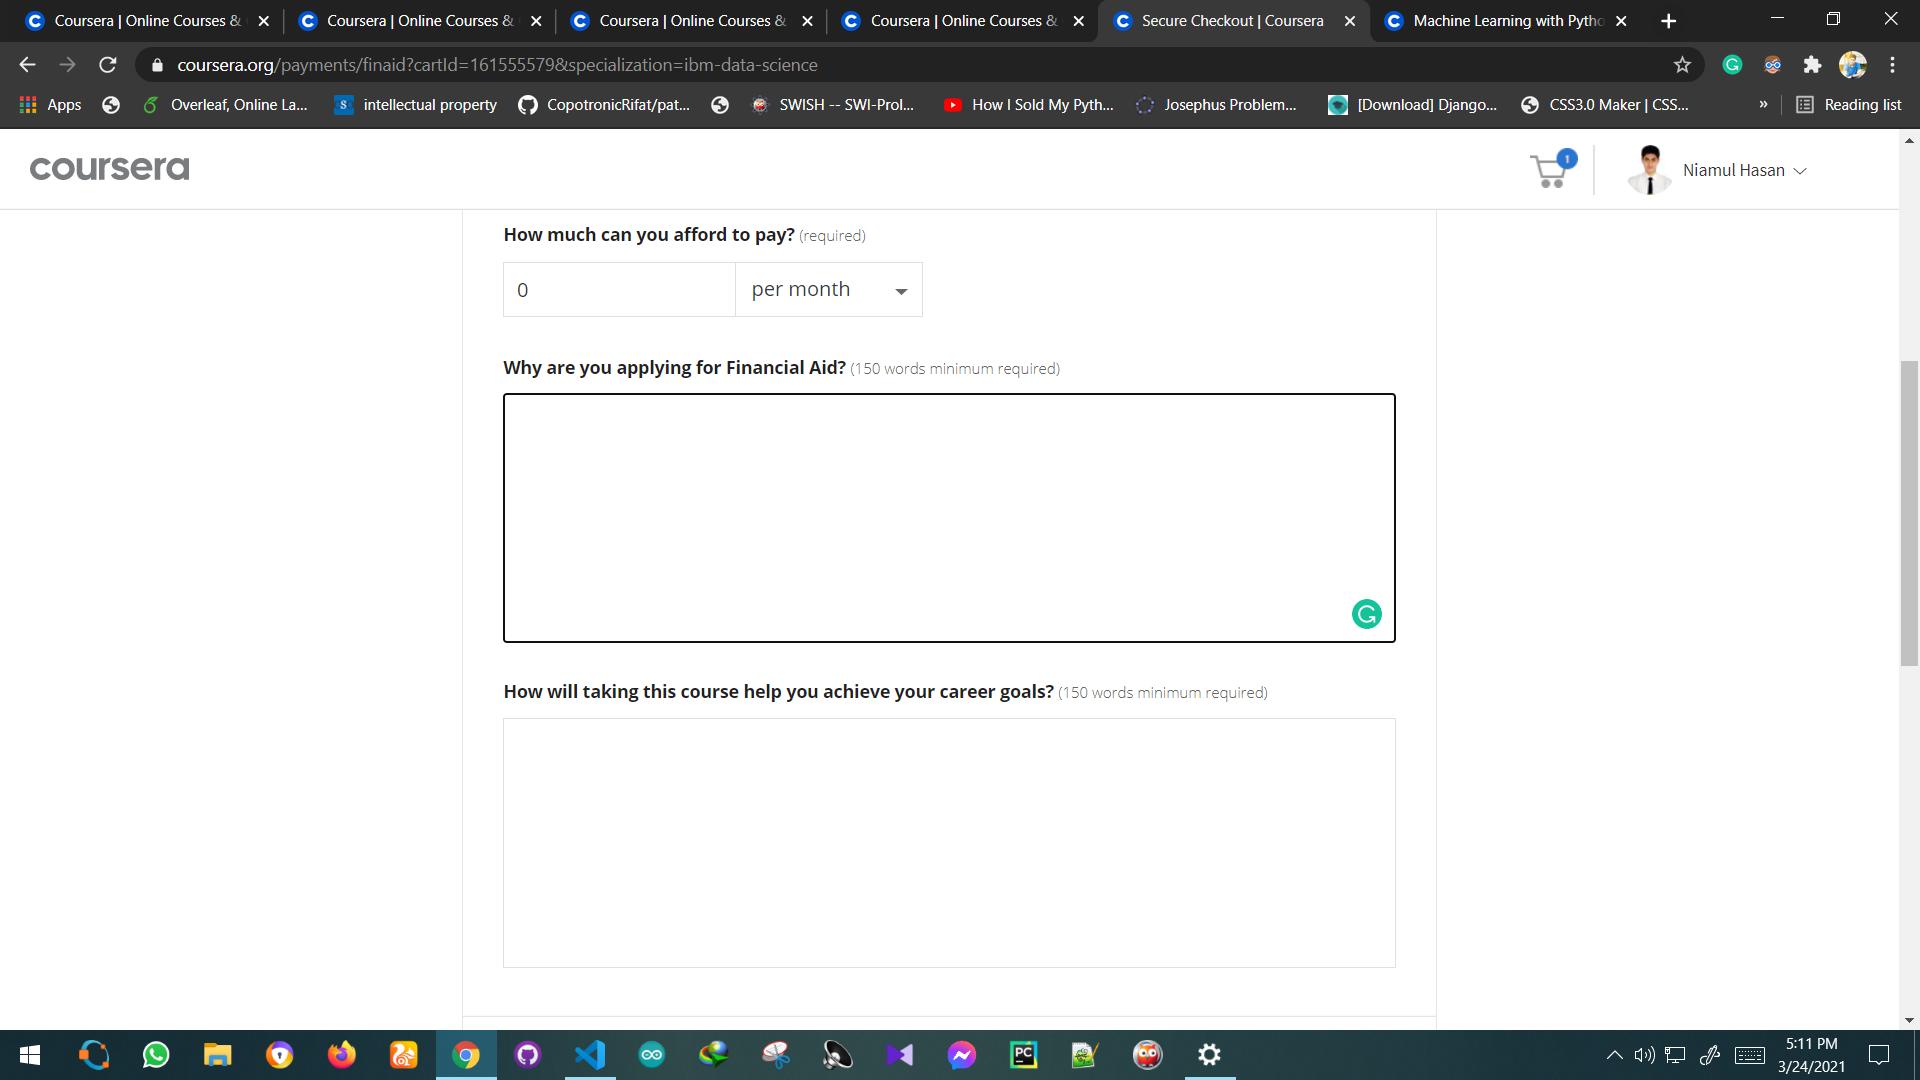 Coursera | Online Courses &
Coursera | Online Courses &
Coursera | Online Courses &
Coursera | Online Courses &
Secure Checkout | Coursera
Machine Learning with Pytho
coursera.org/payments/finaid?cartId=161555579&specialization=ibm-data-science
Apps
Overleaf, Online La...
intellectual property
CopotronicRifat/pat...
SWISH -- SWI-Prol...
How I Sold My Pyth...
Josephus Problem...
[Download] Django...
CSS3.0 Maker | CSS...
»
Reading list
coursera
1
Niamul Hasan
How much can you afford to pay? (required)
0
per month
Why are you applying for Financial Aid? (150 words minimum required)
How will taking this course help you achieve your career goals? (150 words minimum required)
5:11 PM
3/24/2021